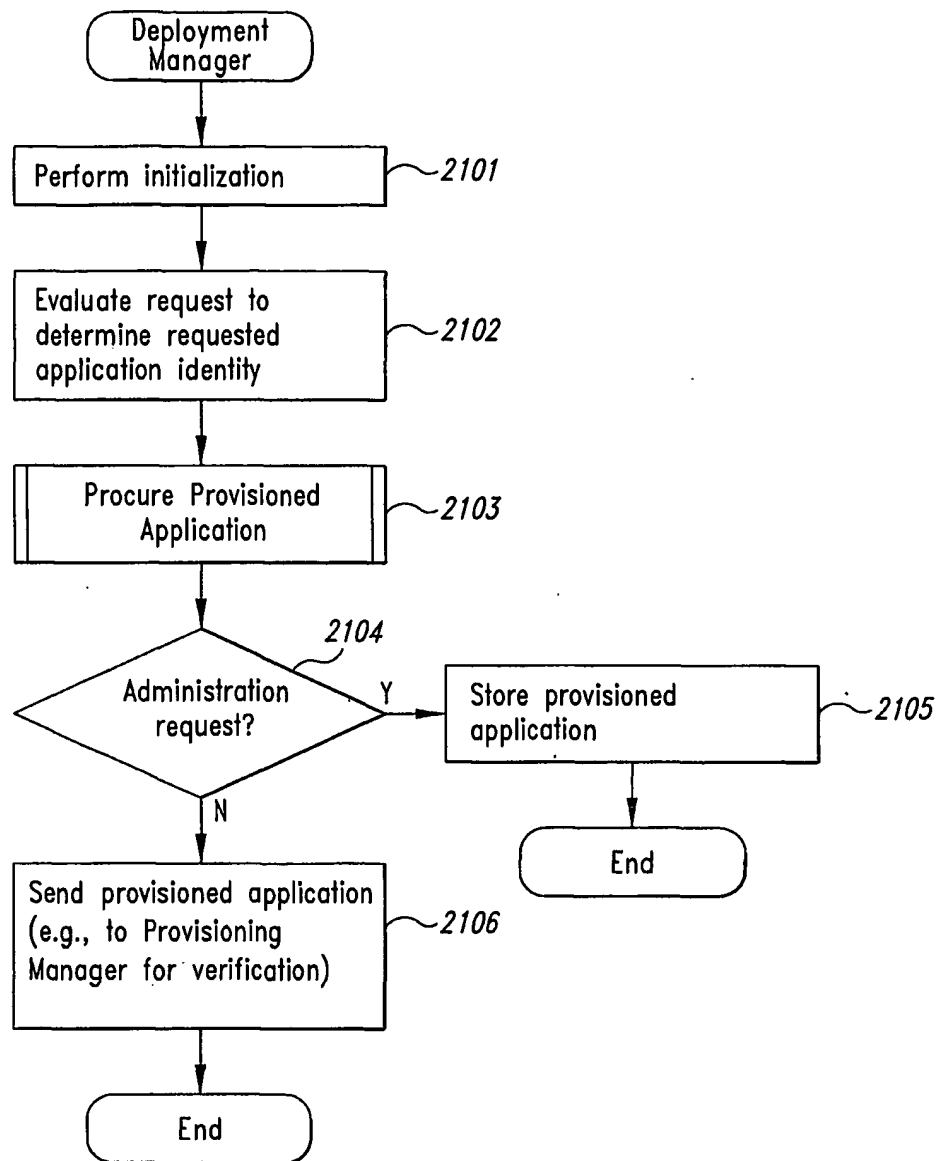 Deployment
Manager
Perform initialization
2101
Evaluate request to
determine requested
application identity
2102
Procure Provisioned
Application
2103
2104
Administration
request?
Y
Store provisioned
application
2105
N
End
Send provisioned application
(e.g., to Provisioning
Manager for verification)
2106
End